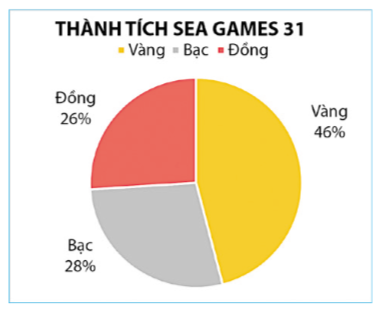 THÀNH TÍCH SEA GAMES 31
Vàng Bạc Đồng
Đồng
26%
Vàng
46%
Bạc
28%